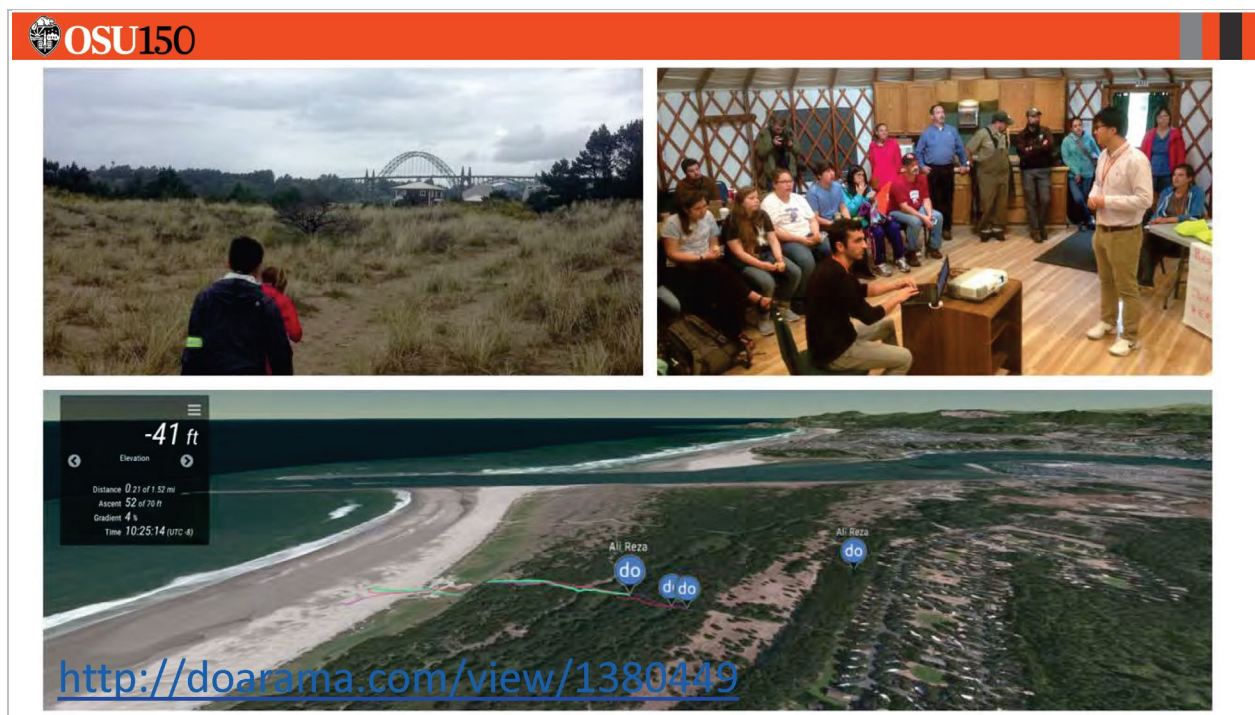 OSU150
-41 ft
Elevation
Distance 0.21 of 1.52 mi
Ascent 52 of 70 ft
Gradient 4 %
Time 10:25:14 (UTC -8)
Ali Reza
do
Ali Reza
do
do
http://doarama.com/view/1380449